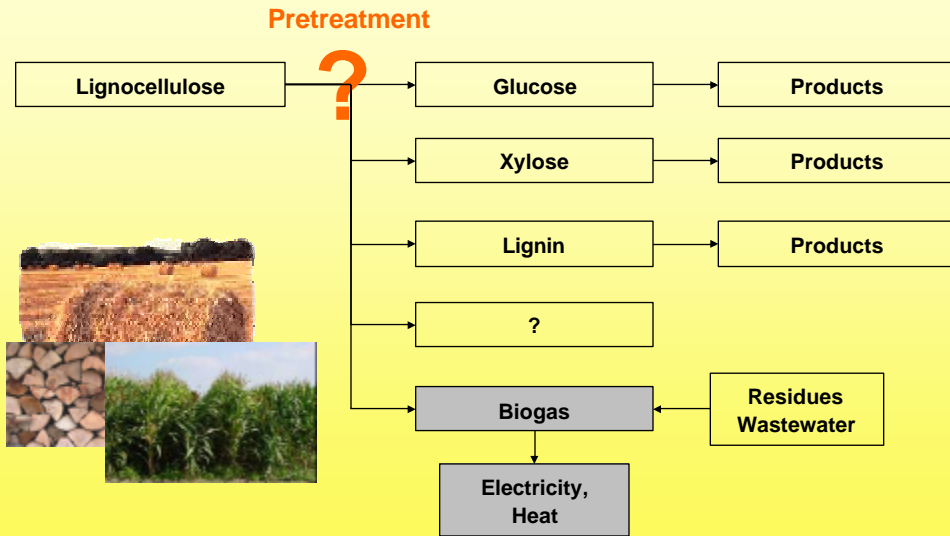 Pretreatment
?
Lignocellulose
Glucose
Products
Xylose
Products
Lignin
Products
?
Biogas
Residues
Wastewater
Electricity,
Heat